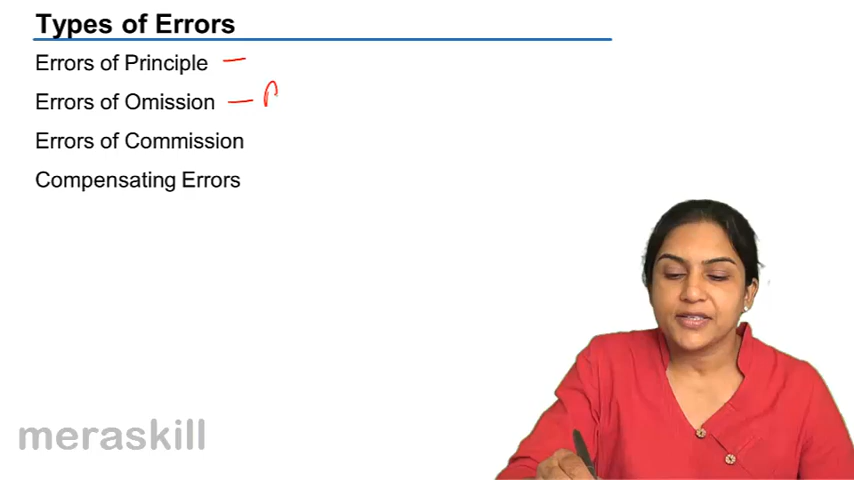 Types of Errors
Errors of Principle –
Errors of Omission –
Errors of Commission
Compensating Errors
meraskill